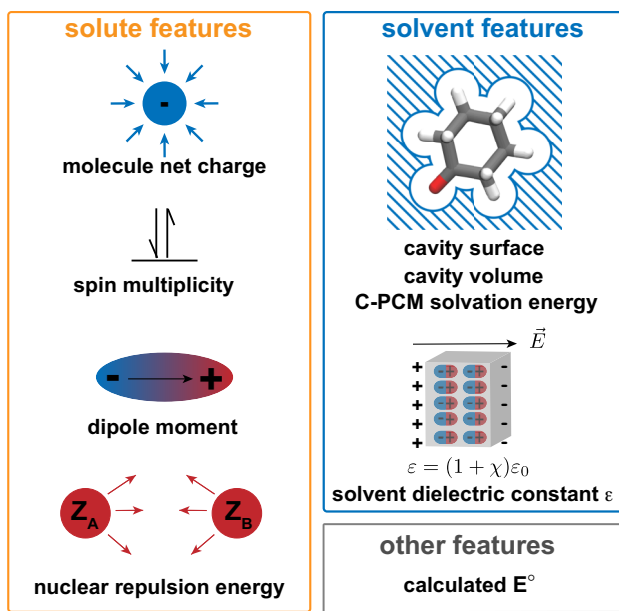 solute features
-
molecule net charge
spin multiplicity
- +
dipole moment
Z_A Z_B
nuclear repulsion energy
solvent features
cavity surface
cavity volume
C-PCM solvation energy
\vec{E}
+ -
+ -
+ -
+ -
+ -
ε = (1 + χ)ε₀
solvent dielectric constant ε
other features
calculated E°